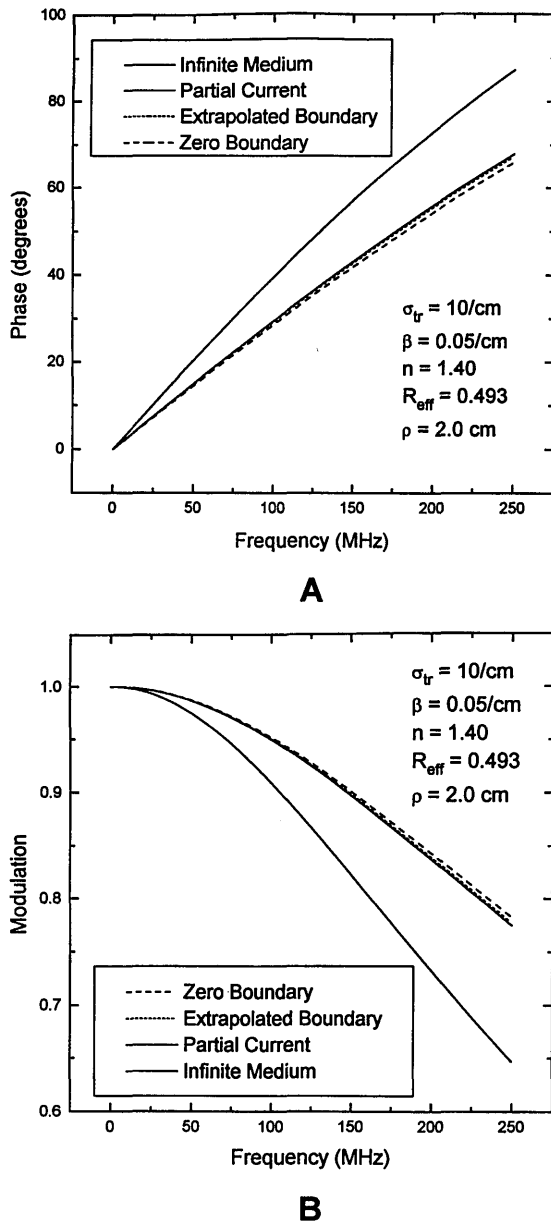 100
80
60
40
20
0
Phase (degrees)
Infinite Medium
Partial Current
Extrapolated Boundary
Zero Boundary
σtr = 10/cm
β = 0.05/cm
n = 1.40
Reff = 0.493
ρ = 2.0 cm
0 50 100 150 200 250
Frequency (MHz)
A
1.0
0.9
0.8
0.7
0.6
Modulation
σtr = 10/cm
β = 0.05/cm
n = 1.40
Reff = 0.493
ρ = 2.0 cm
Zero Boundary
Extrapolated Boundary
Partial Current
Infinite Medium
0 50 100 150 200 250
Frequency (MHz)
B